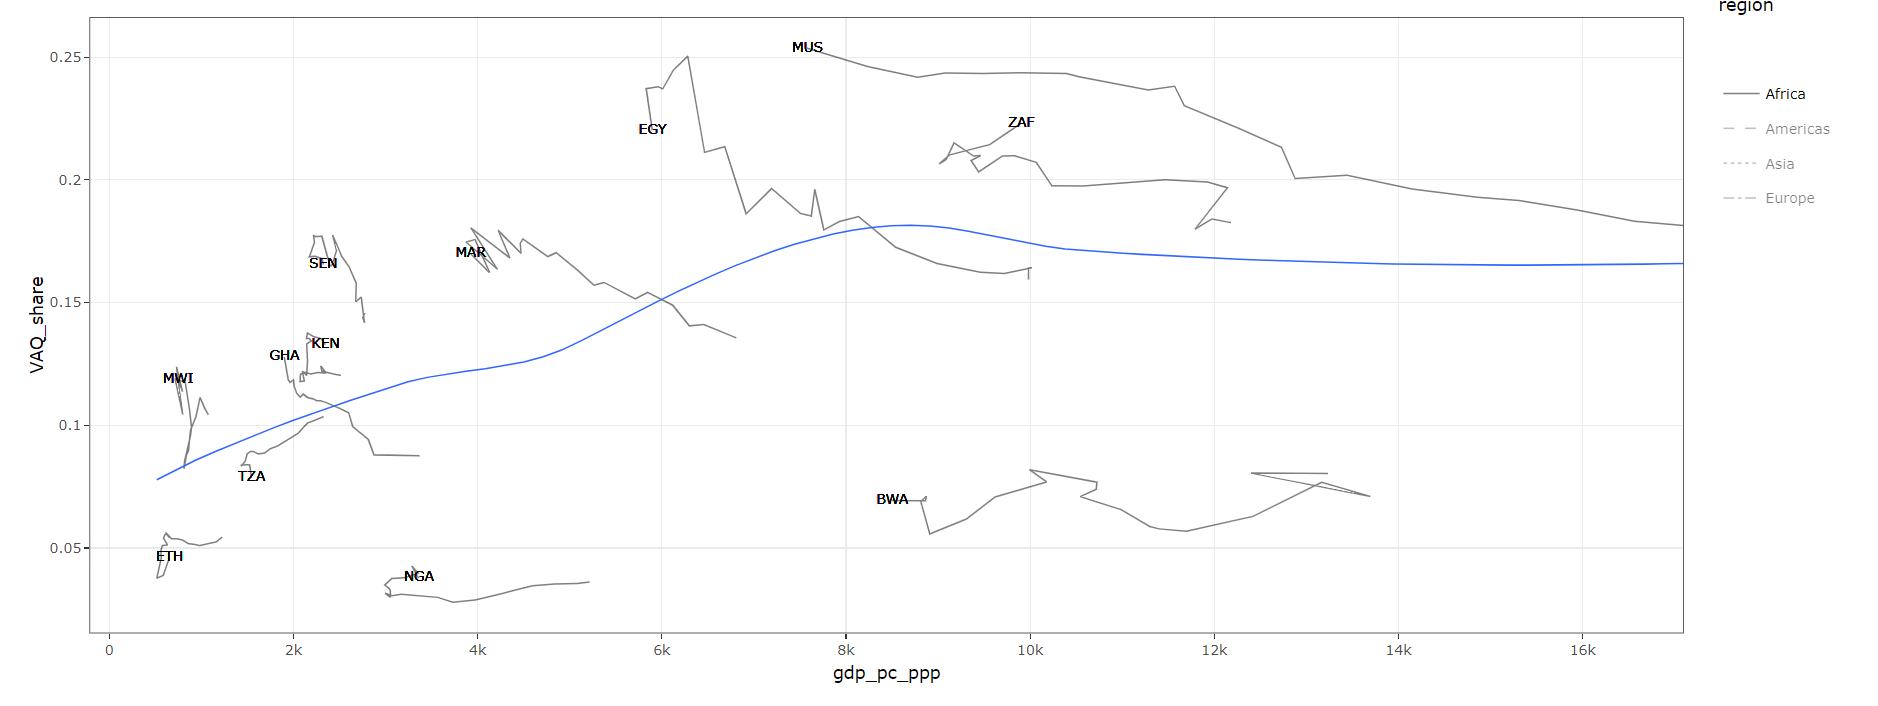 region
Africa
Americas
Asia
Europe
VAQ_share
0.25
0.2
0.15
0.1
0.05
MUS
ZAF
EGY
MAR
SEN
KEN
GHA
MWI
TZA
BWA
ETH
NGA
0 2k 4k 6k 8k 10k 12k 14k 16k
gdp_pc_ppp